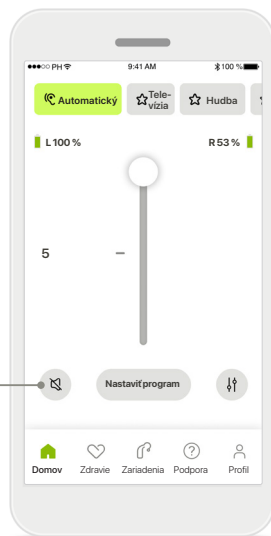 PH 9:41 AM 100 %
Automatický Tele-
vízia Hudba
L 100 % R 53 %
5
Nastaviť program
Domov Zdravie Zariadenia Podpora Profil